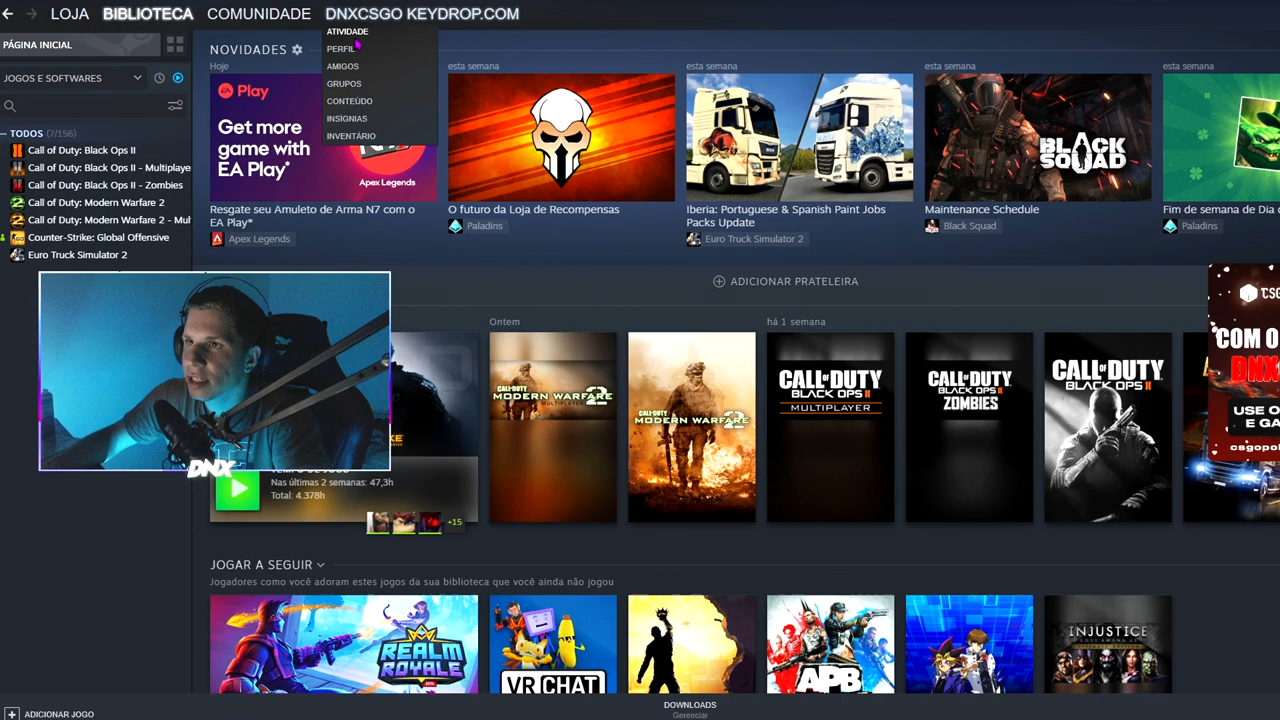 LOJA BIBLIOTECA COMUNIDADE DNXCSGO KEYDROP.COM
PÁGINA INICIAL
JOGOS E SOFTWARES
TODOS (7/156)
Call of Duty: Black Ops II
Call of Duty: Black Ops II - Multiplaye
Call of Duty: Black Ops II - Zombies
Call of Duty: Modern Warfare 2
Call of Duty: Modern Warfare 2 - Mul
Counter-Strike: Global Offensive
Euro Truck Simulator 2
ATIVIDADE
PERFIL
AMIGOS
GRUPOS
CONTEÚDO
INSÍGNIAS
INVENTÁRIO
NOVIDADES
Hoje
EA Play
Get more
game with
EA Play*
Apex Legends
Resgate seu Amuleto de Arma N7 com o
EA Play*
Apex Legends
esta semana
O futuro da Loja de Recompensas
Paladins
esta semana
Iberia: Portuguese & Spanish Paint Jobs
Packs Update
Euro Truck Simulator 2
esta semana
BLACK
SQUAD
Maintenance Schedule
Black Squad
esta semana
Fim de semana de Dia d
Paladins
ADICIONAR PRATELEIRA
DNX
Nas últimas 2 semanas: 47,3h
Total: 4.378h
+15
Ontem
CALL OF DUTY
MODERN WARFARE 2
MULTIPLAYER
CALL OF DUTY
MODERN WARFARE 2
há 1 semana
CALL OF DUTY
BLACK OPS II
MULTIPLAYER
CALL OF DUTY
BLACK OPS II
ZOMBIES
CALL OF DUTY
BLACK OPS II
CSG
COM O
DNX
USE O
E GA
csgopol
JOGAR A SEGUIR
Jogadores como você adoram estes jogos da sua biblioteca que você ainda não jogou
REALM
ROYALE
VRCHAT
APB
INJUSTICE
ADICIONAR JOGO
DOWNLOADS
Gerenciar